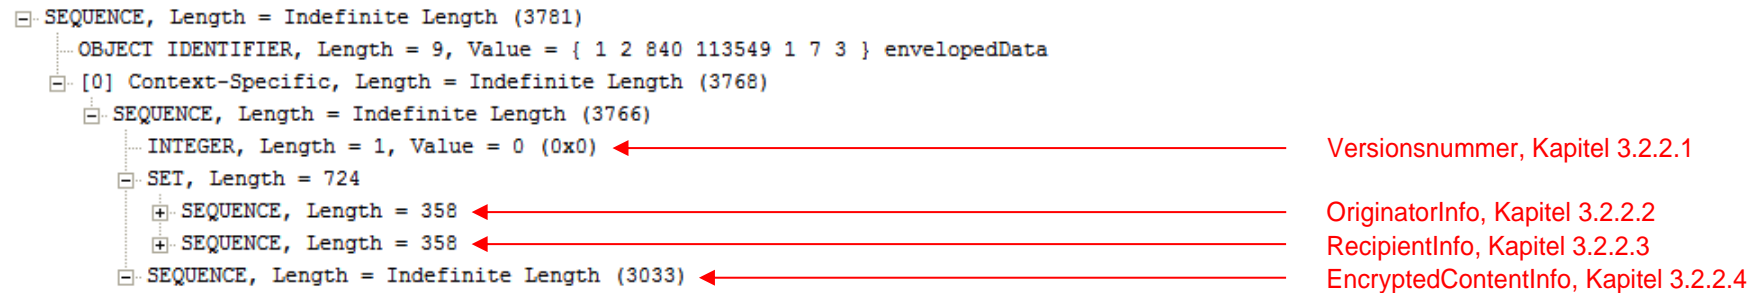 SEQUENCE, Length = Indefinite Length (3781)
OBJECT IDENTIFIER, Length = 9, Value = { 1 2 840 113549 1 7 3 } envelopedData
[0] Context-Specific, Length = Indefinite Length (3768)
SEQUENCE, Length = Indefinite Length (3766)
INTEGER, Length = 1, Value = 0 (0x0) Versionsnummer, Kapitel 3.2.2.1
SET, Length = 724
SEQUENCE, Length = 358 OriginatorInfo, Kapitel 3.2.2.2
SEQUENCE, Length = 358 RecipientInfo, Kapitel 3.2.2.3
SEQUENCE, Length = Indefinite Length (3033) EncryptedContentInfo, Kapitel 3.2.2.4